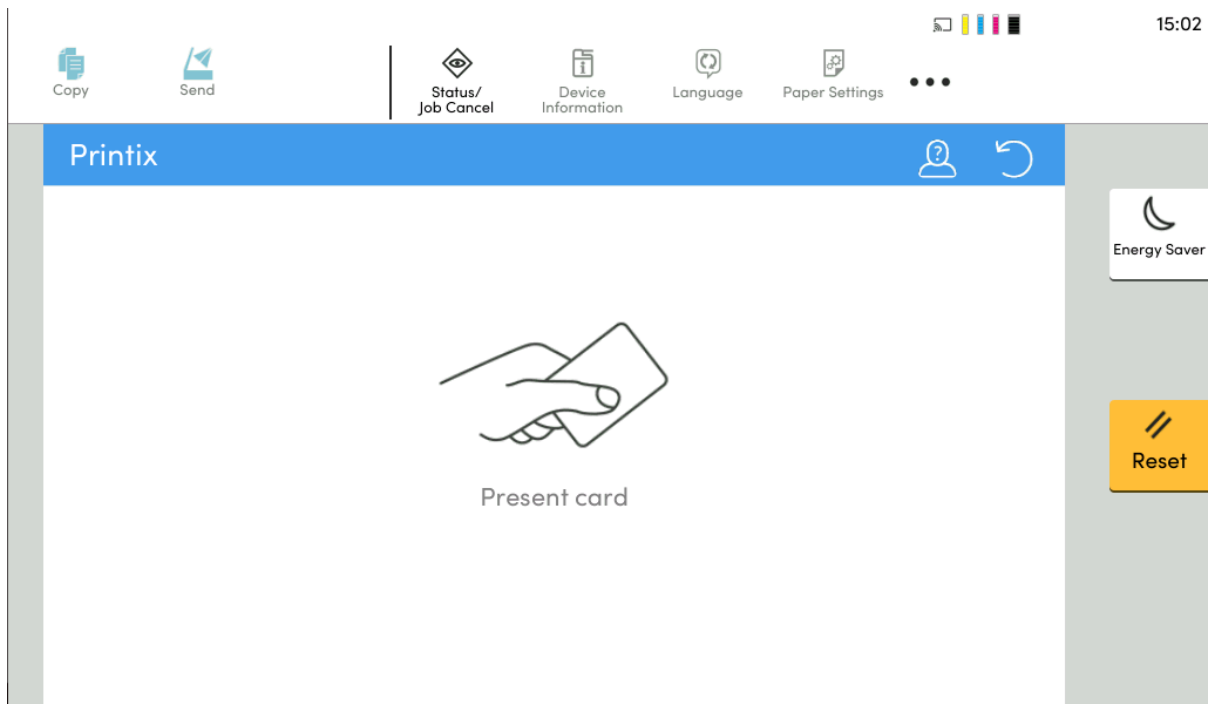 15:02
Copy
Send
Status/
Job Cancel
Device
Information
Language
Paper Settings
Printix
?
Energy Saver
Reset
Present card